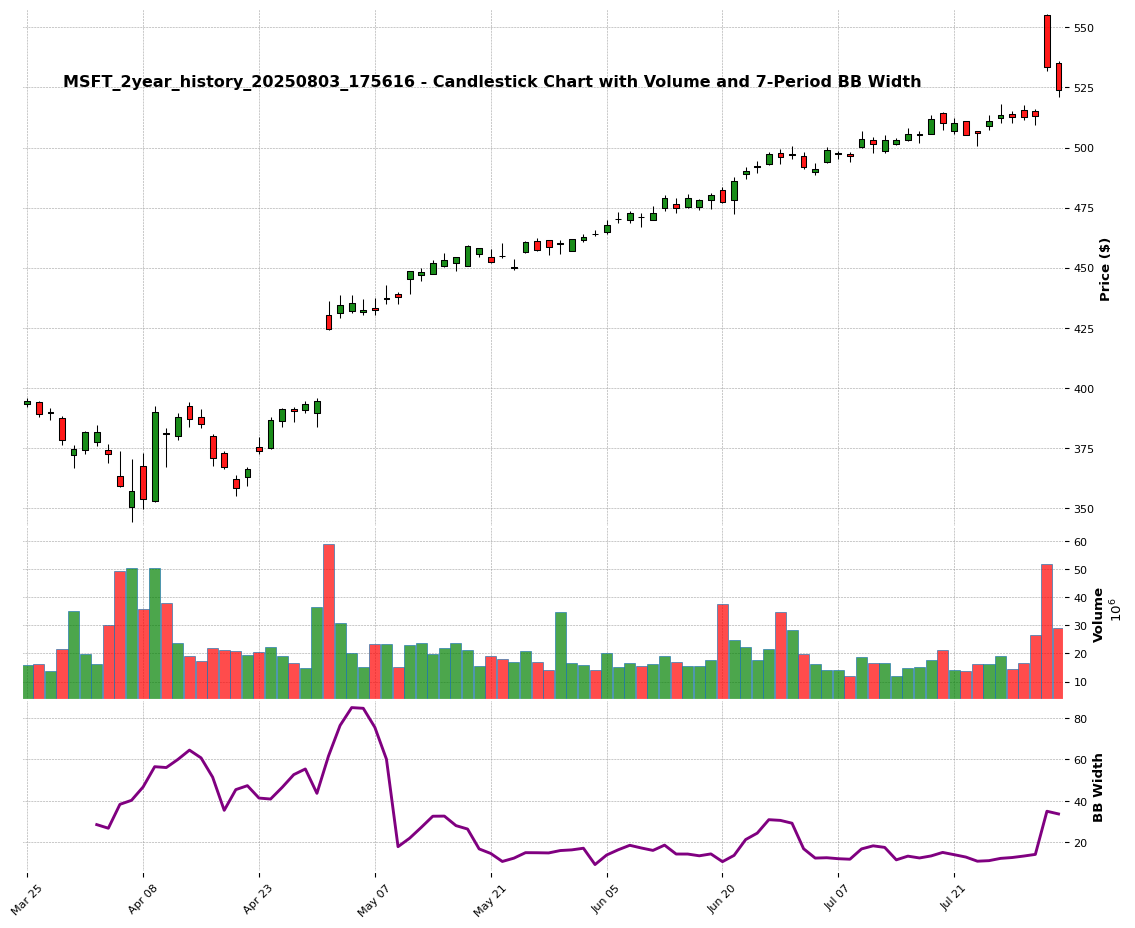 MSFT_2year_history_20250803_175616 - Candlestick Chart with Volume and 7-Period BB Width
550
525
500
475
450
425
400
375
350
Price ($)
60
50
40
30
20
10
Volume
10^6
80
60
40
20
BB Width
Mar 25
Apr 08
Apr 23
May 07
May 21
Jun 05
Jun 20
Jul 07
Jul 21